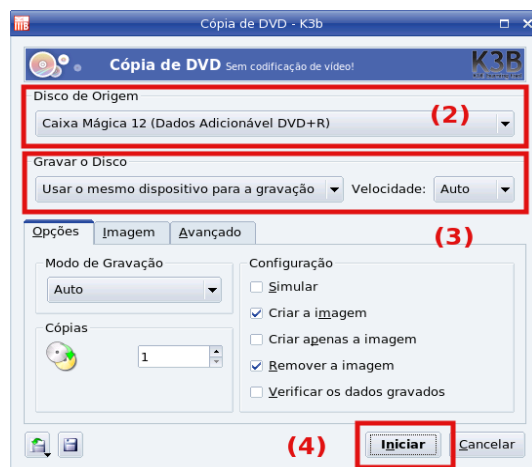 Cópia de DVD - K3b
Cópia de DVD Sem codificação de vídeo! K3B
Disco de Origem
Caixa Mágica 12 (Dados Adicionável DVD+R) (2)
Gravar o Disco
Usar o mesmo dispositivo para a gravação Velocidade: Auto
(3)
Opções Imagem Avançado
Modo de Gravação Configuração
Auto Simular
Criar a imagem
Cópias Criar apenas a imagem
1 Remover a imagem
Verificar os dados gravados
(4) Iniciar Cancelar